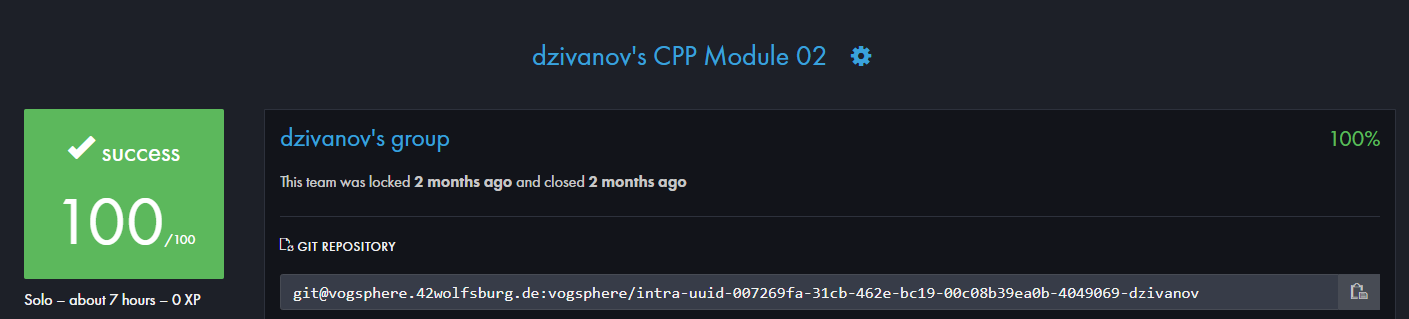 dzivanov's CPP Module 02
success
100/100
Solo – about 7 hours – 0 XP
dzivanov's group
100%
This team was locked 2 months ago and closed 2 months ago
GIT REPOSITORY
git@vogsphere.42wolfsburg.de:vogsphere/intra-uuid-007269fa-31cb-462e-bc19-00c08b39ea0b-4049069-dzivanov